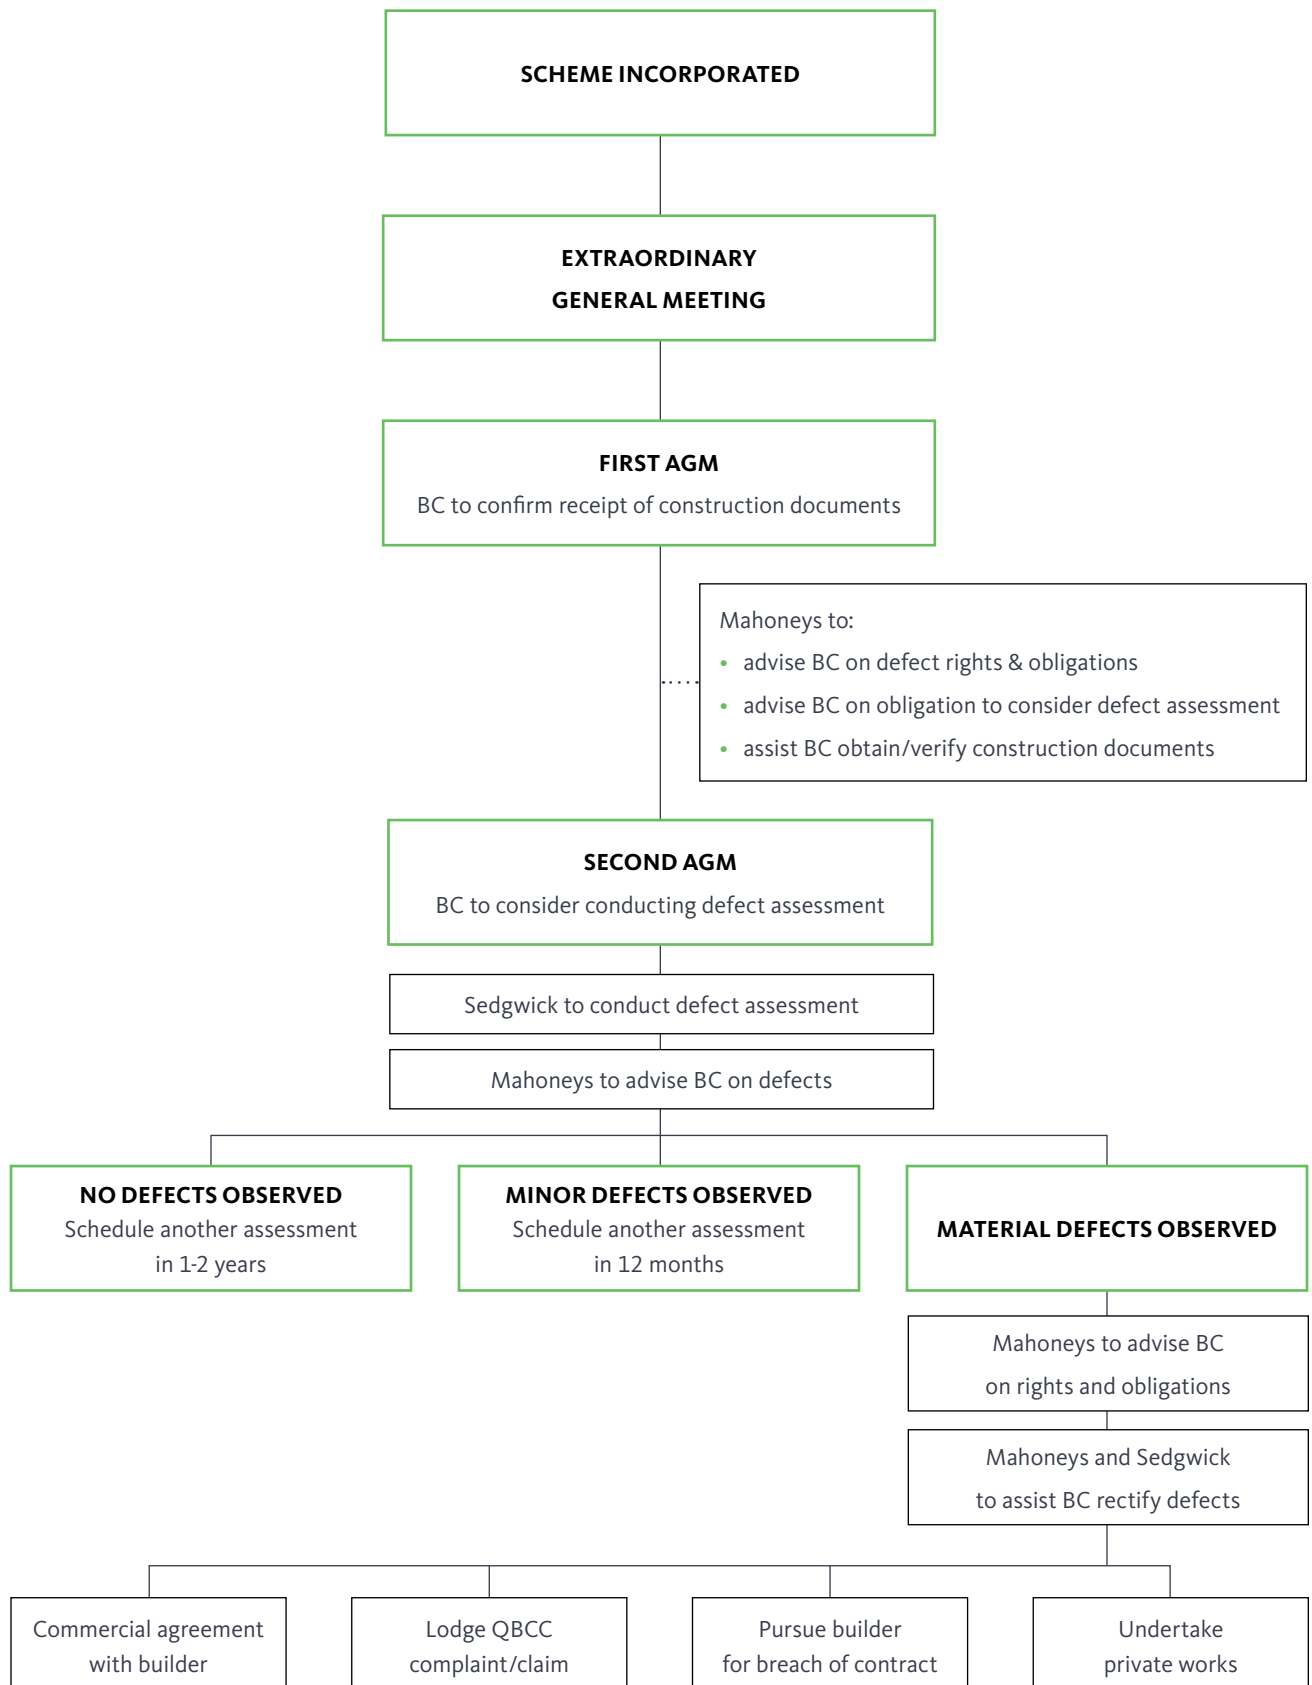 SCHEME INCORPORATED
EXTRAORDINARY
GENERAL MEETING
FIRST AGM
BC to confirm receipt of construction documents
Mahoneys to:
• advise BC on defect rights & obligations
• advise BC on obligation to consider defect assessment
• assist BC obtain/verify construction documents
SECOND AGM
BC to consider conducting defect assessment
Sedgwick to conduct defect assessment
Mahoneys to advise BC on defects
NO DEFECTS OBSERVED
Schedule another assessment
in 1-2 years
MINOR DEFECTS OBSERVED
Schedule another assessment
in 12 months
MATERIAL DEFECTS OBSERVED
Mahoneys to advise BC
on rights and obligations
Mahoneys and Sedgwick
to assist BC rectify defects
Commercial agreement
with builder
Lodge QBCC
complaint/claim
Pursue builder
for breach of contract
Undertake
private works